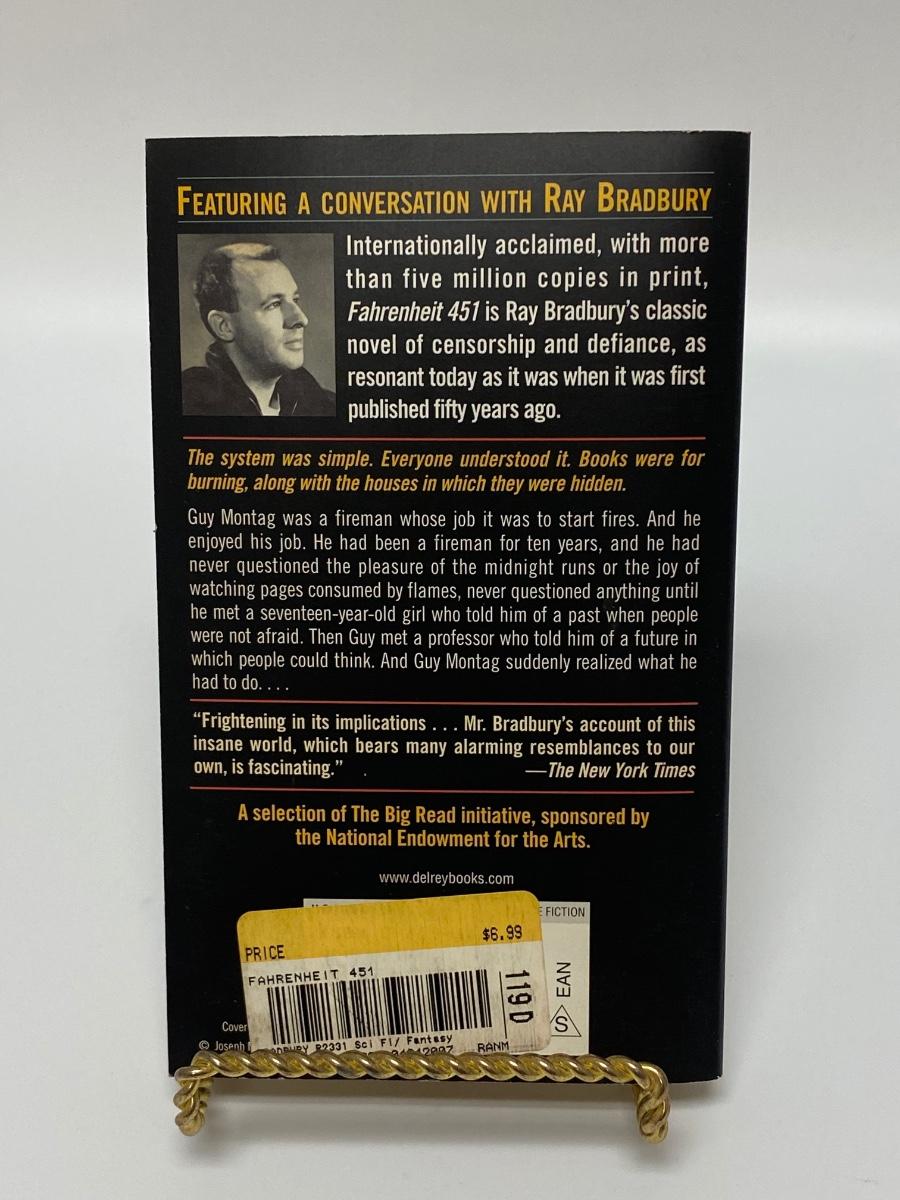 FEATURING A CONVERSATION WITH RAY BRADBURY
Internationally acclaimed, with more
than five million copies in print,
Fahrenheit 451 is Ray Bradbury's classic
novel of censorship and defiance, as
resonant today as it was when it was first
published fifty years ago.
The system was simple. Everyone understood it. Books were for
burning, along with the houses in which they were hidden.
Guy Montag was a fireman whose job it was to start fires. And he
enjoyed his job. He had been a fireman for ten years, and he had
never questioned the pleasure of the midnight runs or the joy of
watching pages consumed by flames, never questioned anything until
he met a seventeen-year-old girl who told him of a past when people
were not afraid. Then Guy met a professor who told him of a future in
which people could think. And Guy Montag suddenly realized what he
had to do. . . .
“Frightening in its implications . . . Mr. Bradbury's account of this
insane world, which bears many alarming resemblances to our
own, is fascinating.” —The New York Times
A selection of The Big Read initiative, sponsored by
the National Endowment for the Arts.
www.delreybooks.com
FICTION
PRICE $6.99
FAHRENHEIT 451
119D
S EAN
Cover
© Joseph
R2331 Sci Fi/ Fantasy
RANM